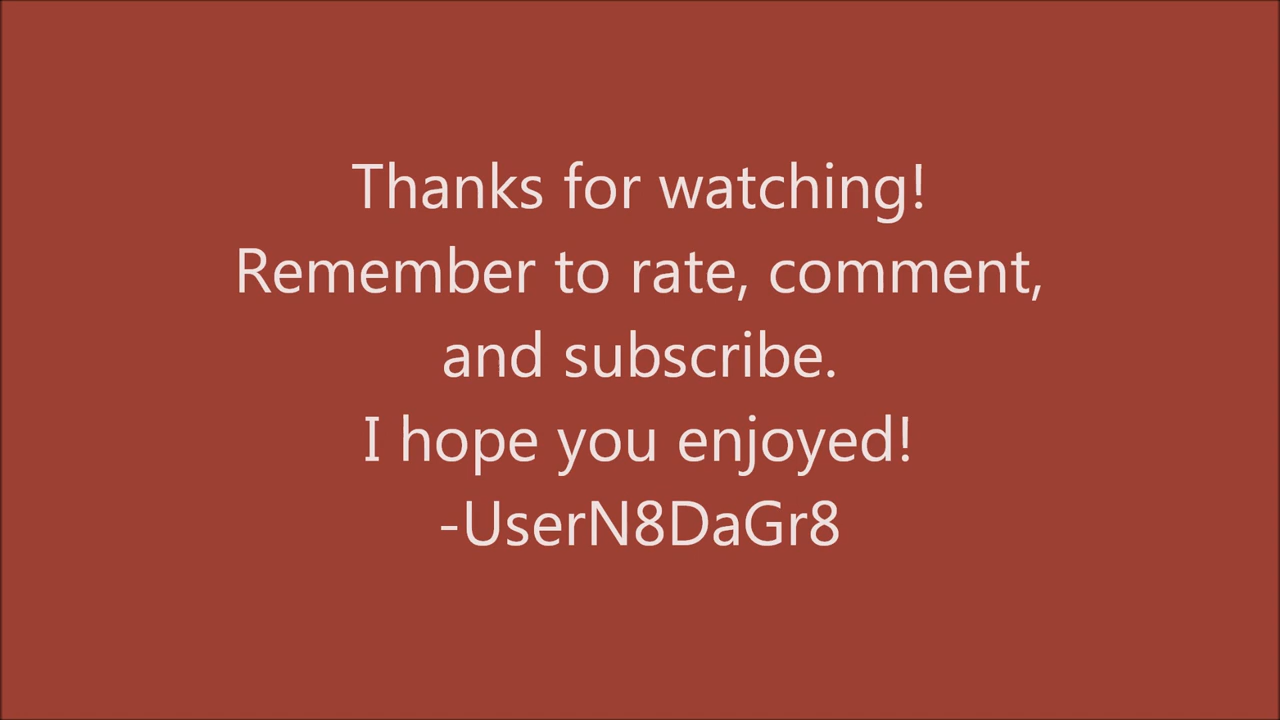 Thanks for watching!
Remember to rate, comment,
and subscribe.
I hope you enjoyed!
-UserN8DaGr8